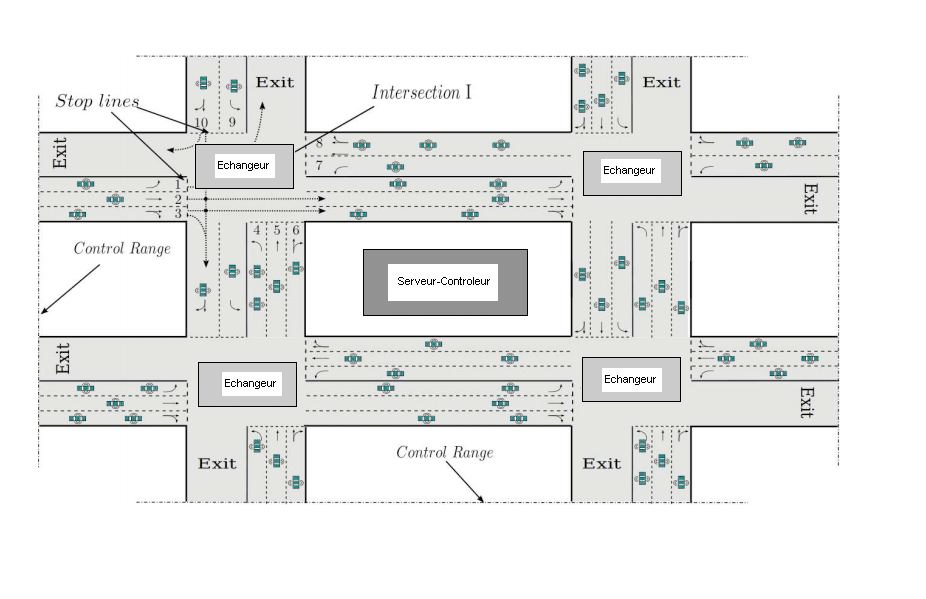 Exit
Exit
Stop lines
Intersection I
10
9
Exit
8
Echangeur
Echangeur
7
1
2
3
Exit
4 5 6
Control Range
Serveur-Controleur
Exit
Echangeur
Echangeur
Exit
Control Range
Exit
Exit